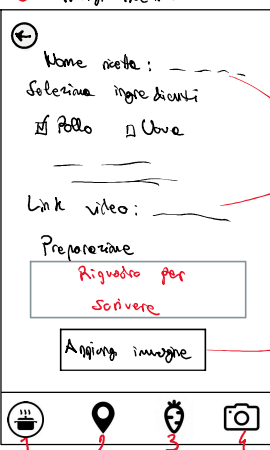 Nome ricetta :
Seleziona ingredienti
Pollo Uova
Link video :
Preparazione
Riquadro per
scrivere
Aggiungi immagine
1 2 3 4